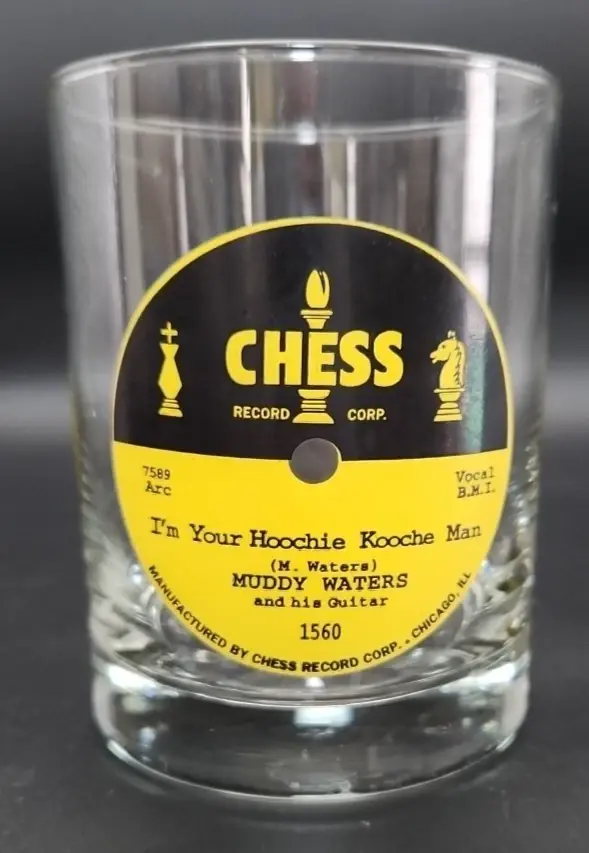 CHESS
RECORD CORP.
7589
Arc
Vocal
B.M.I.
I'm Your Hoochie Kooche Man
(M. Waters)
MUDDY WATERS
and his Guitar
1560
MANUFACTURED BY CHESS RECORD CORP. • CHICAGO, ILL